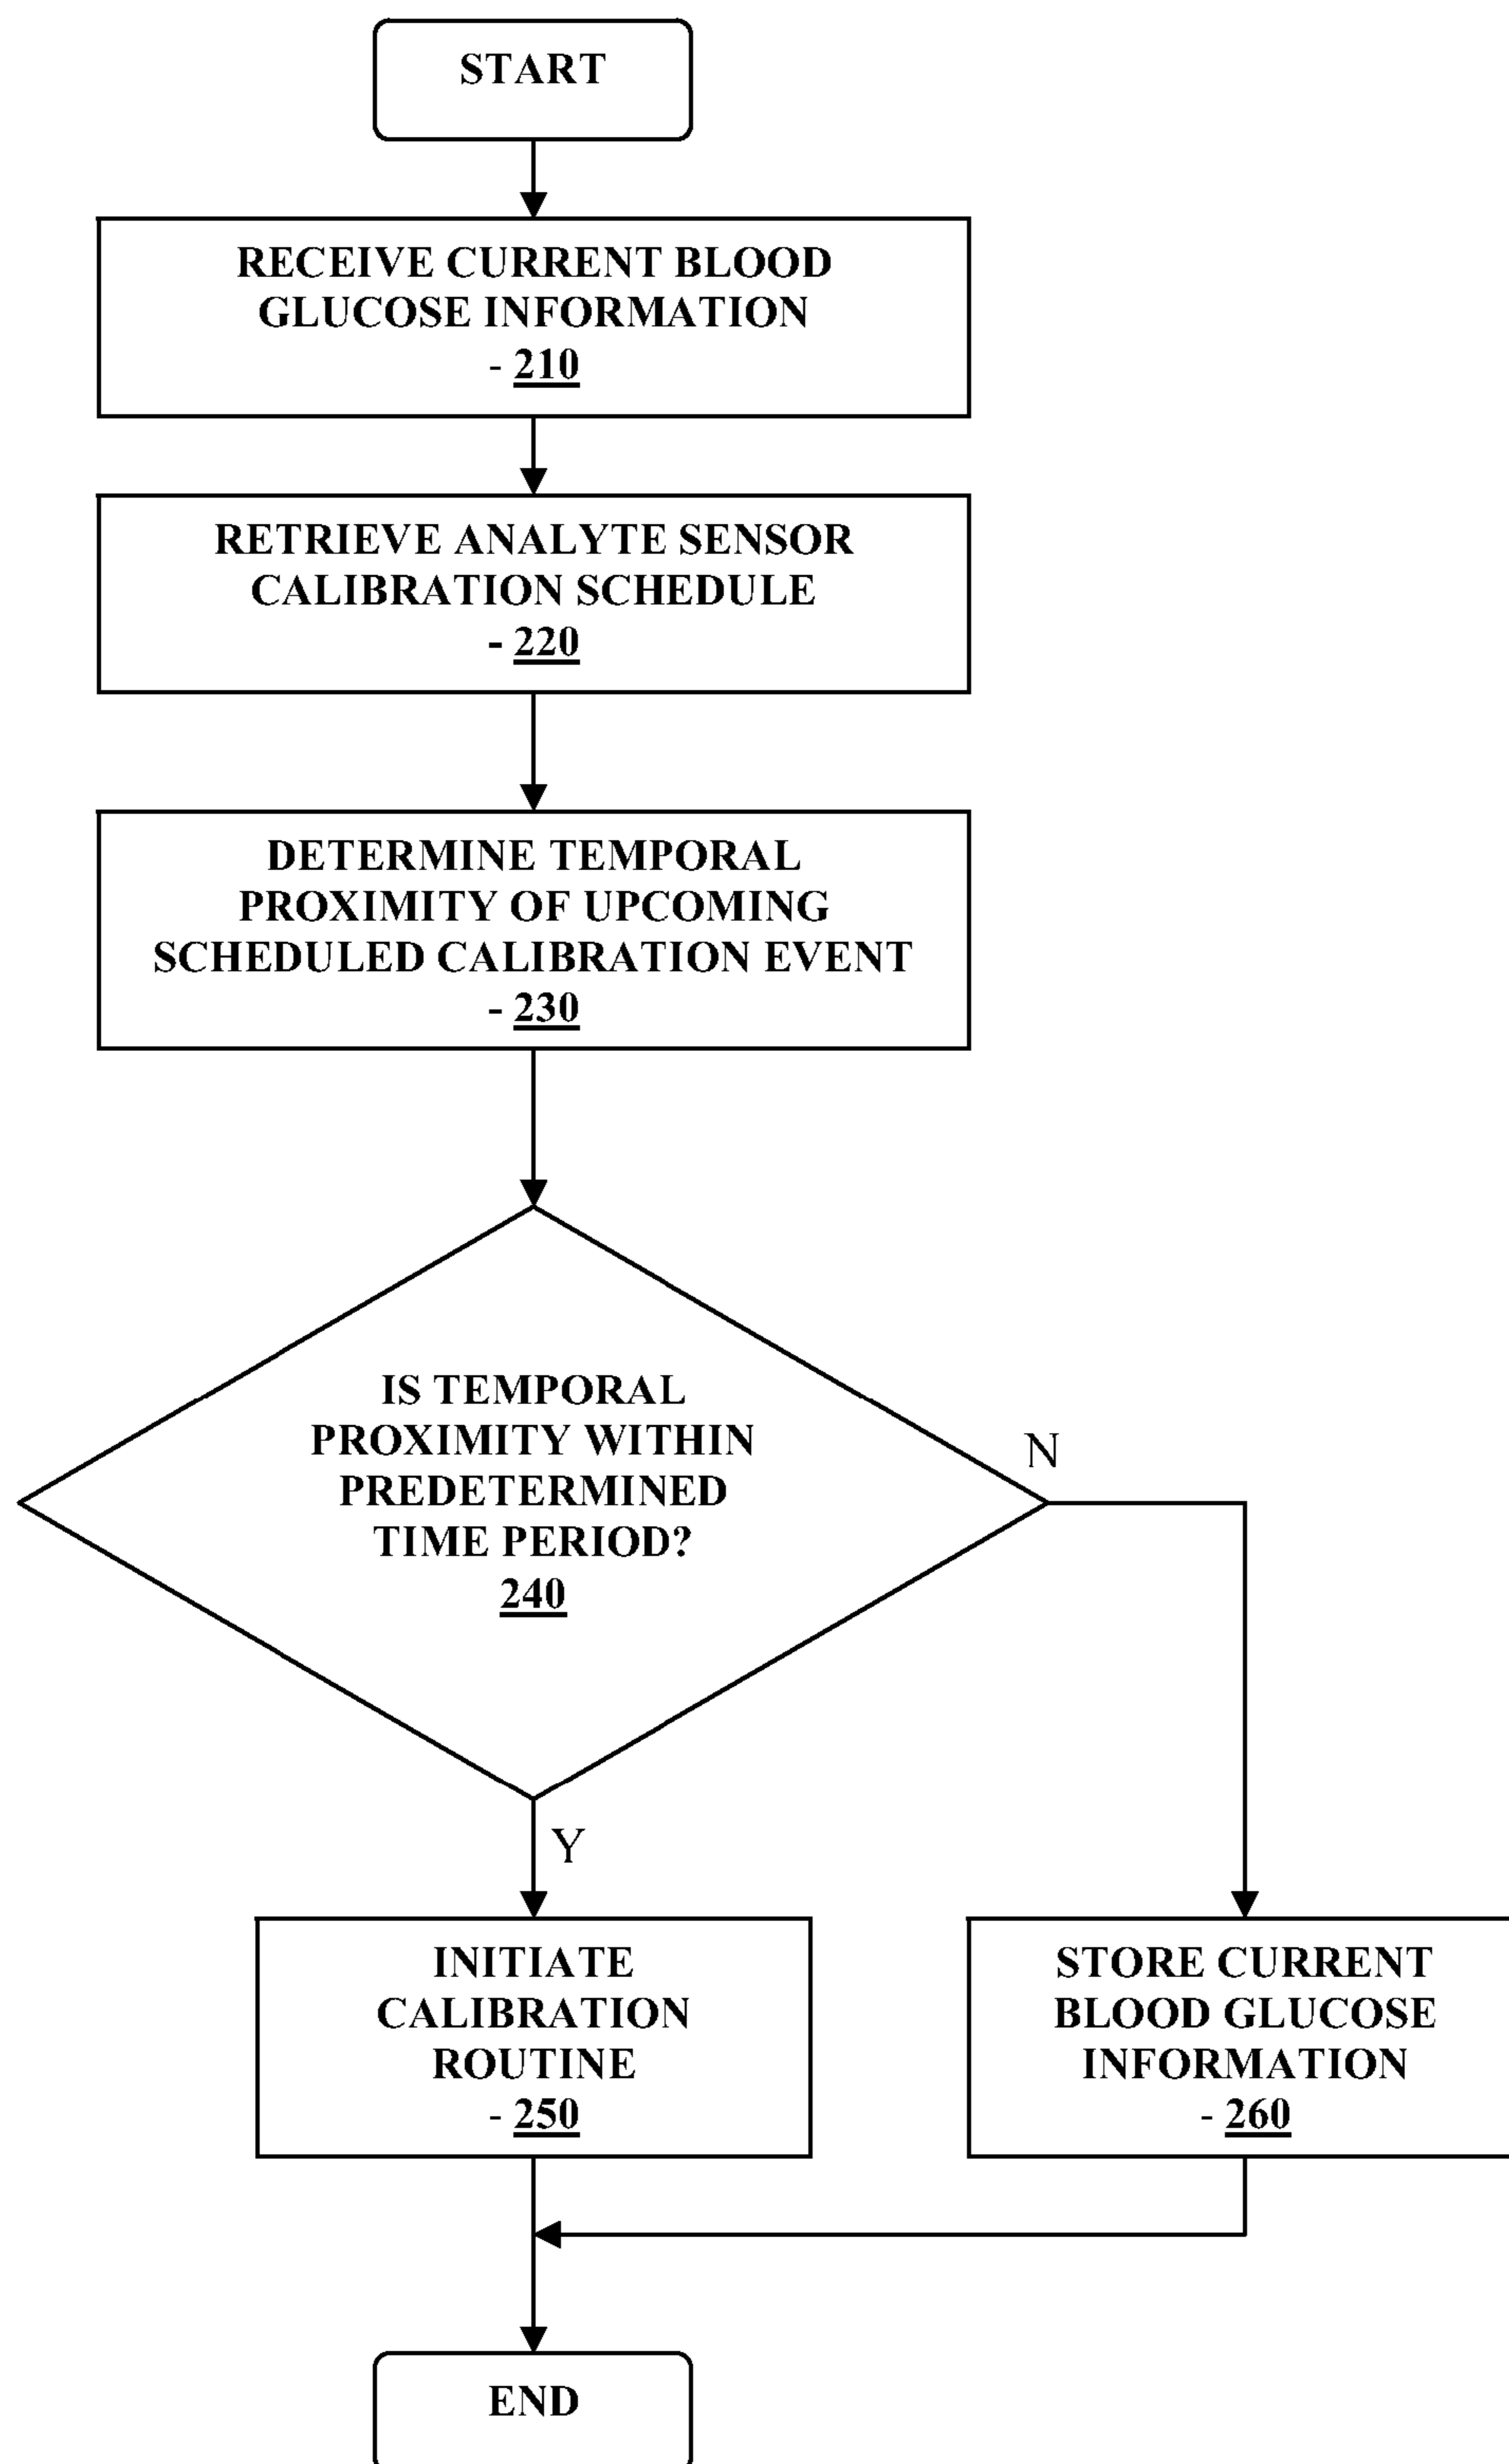 START
RECEIVE CURRENT BLOOD
GLUCOSE INFORMATION
- 210
RETRIEVE ANALYTE SENSOR
CALIBRATION SCHEDULE
- 220
DETERMINE TEMPORAL
PROXIMITY OF UPCOMING
SCHEDULED CALIBRATION EVENT
- 230
IS TEMPORAL
PROXIMITY WITHIN
PREDETERMINED
TIME PERIOD?
240
N
Y
INITIATE
CALIBRATION
ROUTINE
- 250
STORE CURRENT
BLOOD GLUCOSE
INFORMATION
- 260
END